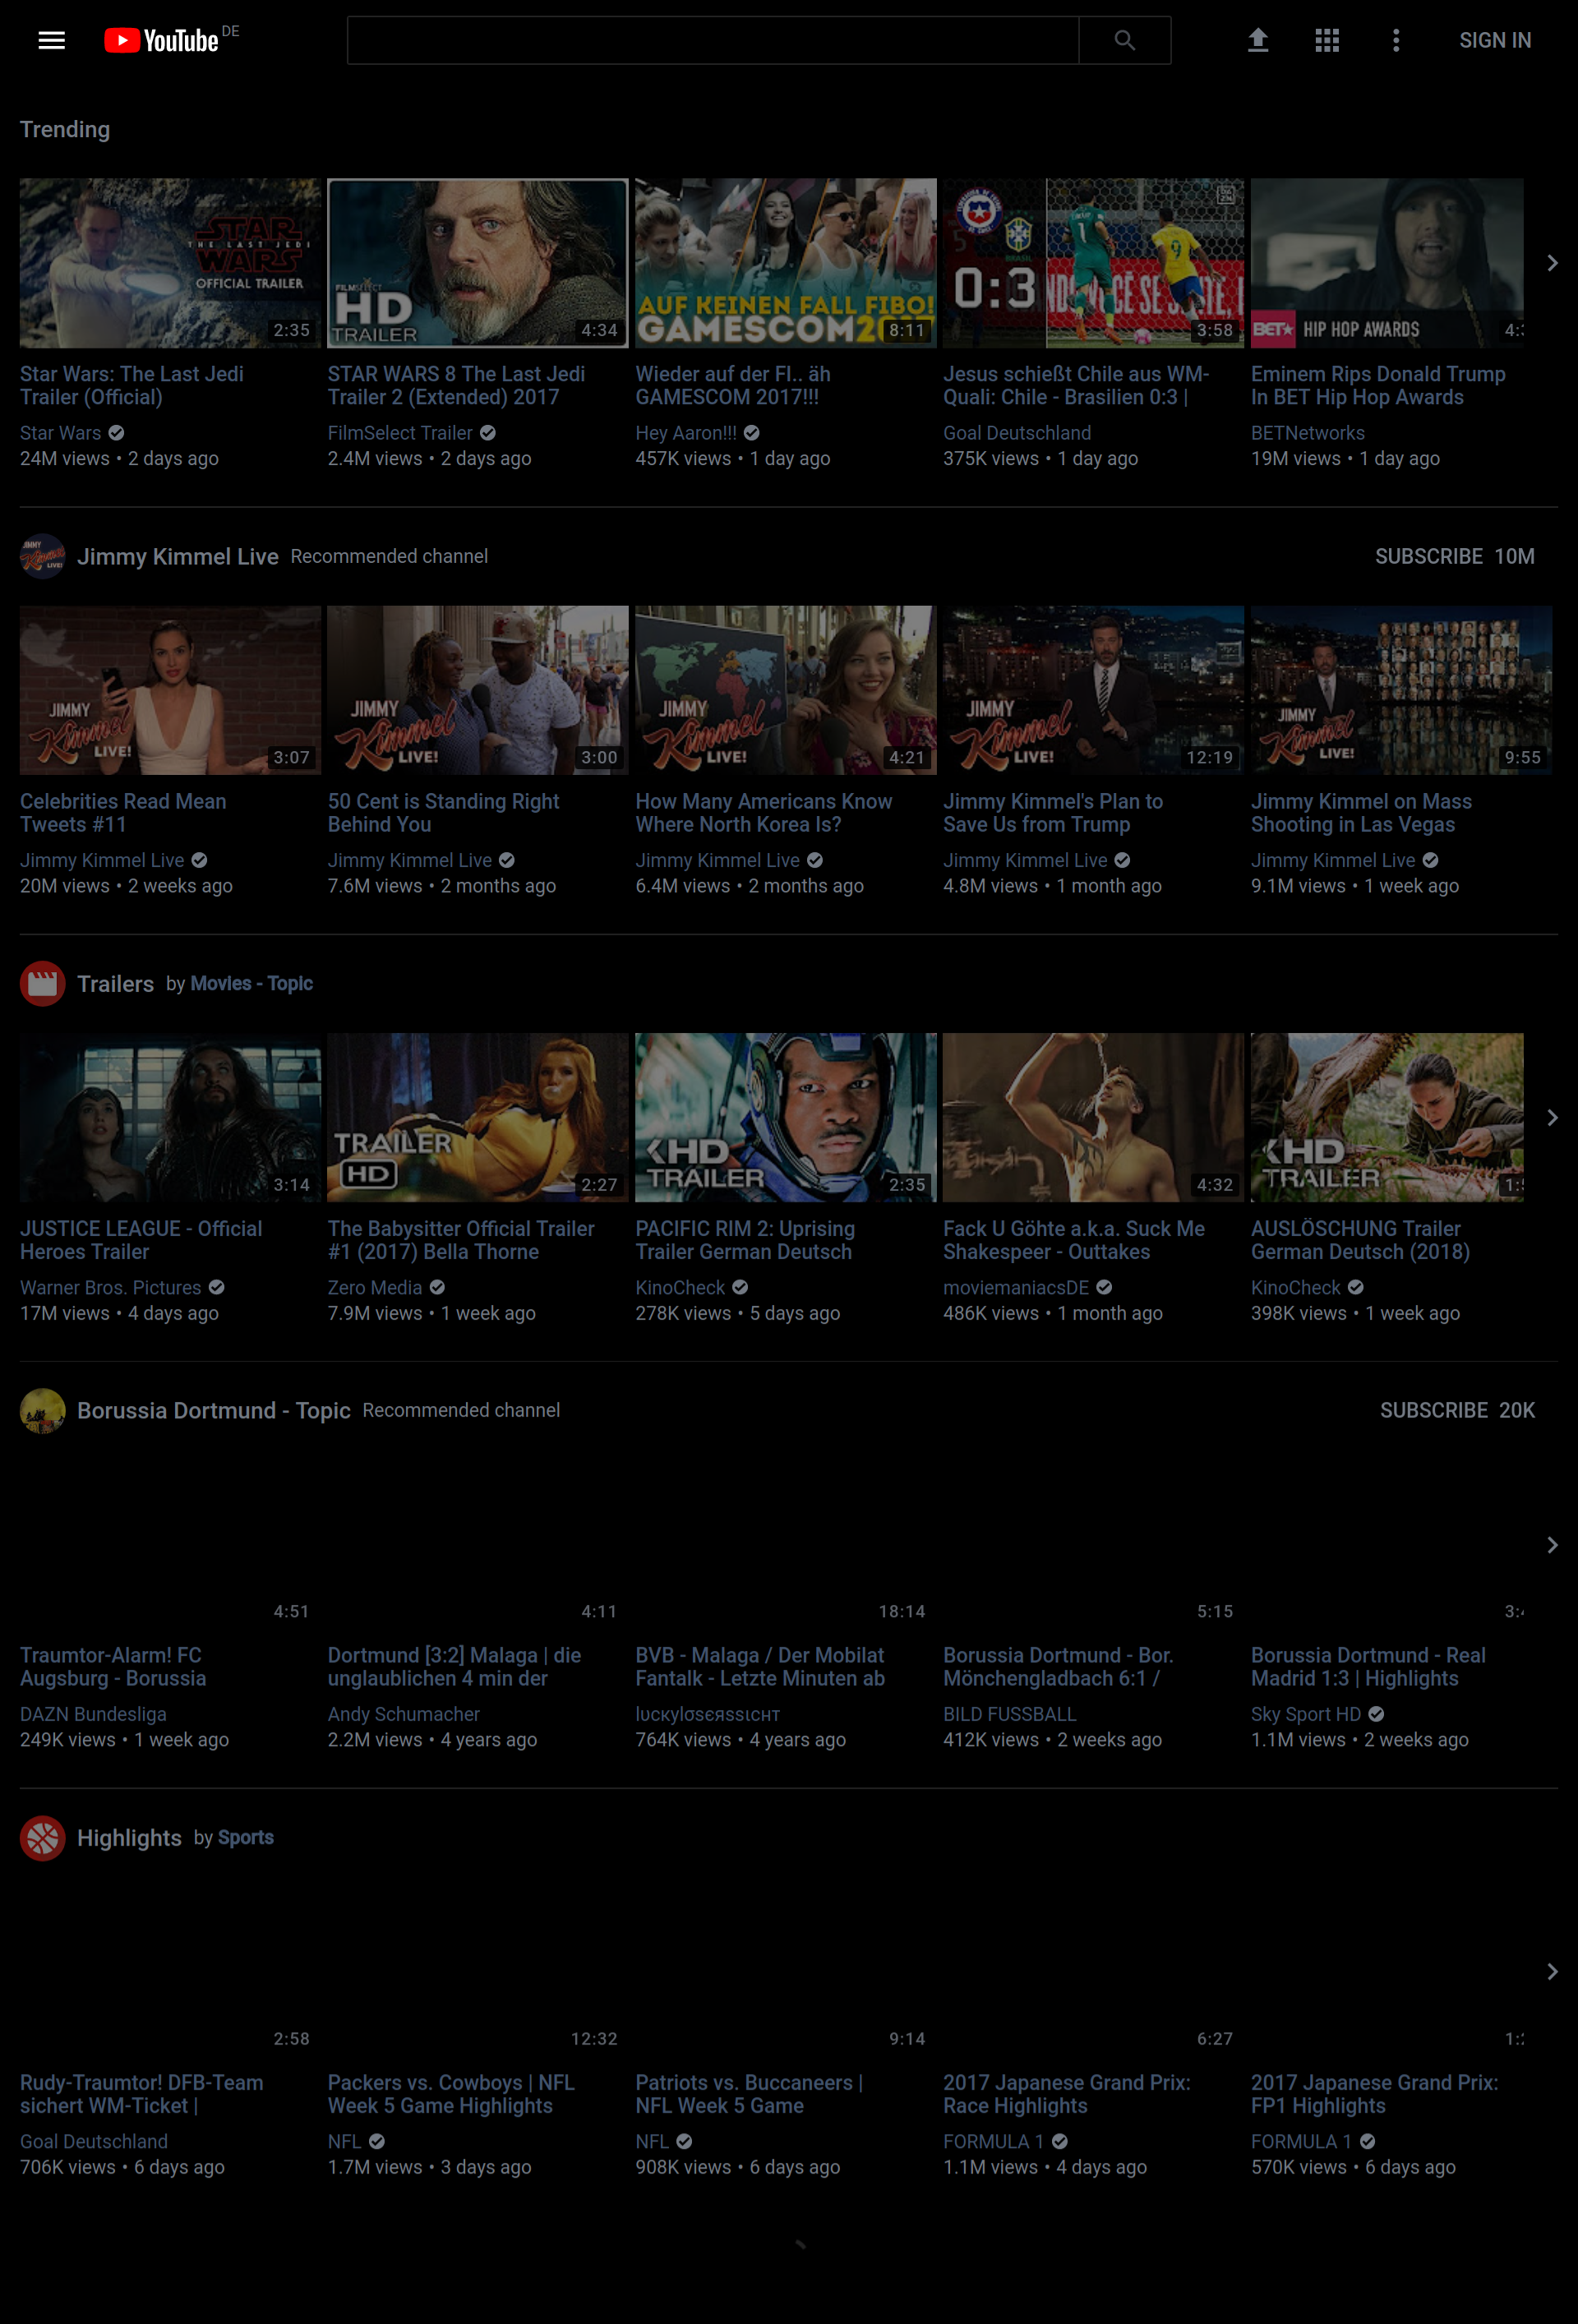 YouTube DE
SIGN IN
Trending
STAR
THE LAST JEDI
WARS
OFFICIAL TRAILER
2:35
FILMSELECT
HD
TRAILER
4:34
AUF KEINEN FALL FIBO!
GAMESCOM
8:11
BRASIL
0:3
3:58
BET HIP HOP AWARDS
Star Wars: The Last Jedi
Trailer (Official)
Star Wars
24M views • 2 days ago
STAR WARS 8 The Last Jedi
Trailer 2 (Extended) 2017
FilmSelect Trailer
2.4M views • 2 days ago
Wieder auf der FI.. äh
GAMESCOM 2017!!!
Hey Aaron!!!
457K views • 1 day ago
Jesus schießt Chile aus WM-
Quali: Chile - Brasilien 0:3 |
Goal Deutschland
375K views • 1 day ago
Eminem Rips Donald Trump
In BET Hip Hop Awards
BETNetworks
19M views • 1 day ago
Jimmy Kimmel Live Recommended channel
SUBSCRIBE 10M
JIMMY
Kimmel
LIVE!
3:07
JIMMY
Kimmel
LIVE!
3:00
JIMMY
Kimmel
LIVE!
4:21
JIMMY
Kimmel
LIVE!
12:19
JIMMY
Kimmel
LIVE!
9:55
Celebrities Read Mean
Tweets #11
Jimmy Kimmel Live
20M views • 2 weeks ago
50 Cent is Standing Right
Behind You
Jimmy Kimmel Live
7.6M views • 2 months ago
How Many Americans Know
Where North Korea Is?
Jimmy Kimmel Live
6.4M views • 2 months ago
Jimmy Kimmel's Plan to
Save Us from Trump
Jimmy Kimmel Live
4.8M views • 1 month ago
Jimmy Kimmel on Mass
Shooting in Las Vegas
Jimmy Kimmel Live
9.1M views • 1 week ago
Trailers by Movies - Topic
3:14
TRAILER
HD
2:27
HD
TRAILER
2:35
4:32
HD
TRAILER
JUSTICE LEAGUE - Official
Heroes Trailer
Warner Bros. Pictures
17M views • 4 days ago
The Babysitter Official Trailer
#1 (2017) Bella Thorne
Zero Media
7.9M views • 1 week ago
PACIFIC RIM 2: Uprising
Trailer German Deutsch
KinoCheck
278K views • 5 days ago
Fack U Göhte a.k.a. Suck Me
Shakespeer - Outtakes
moviemaniacsDE
486K views • 1 month ago
AUSLÖSCHUNG Trailer
German Deutsch (2018)
KinoCheck
398K views • 1 week ago
Borussia Dortmund - Topic Recommended channel
SUBSCRIBE 20K
4:51
4:11
18:14
5:15
Traumtor-Alarm! FC
Augsburg - Borussia
DAZN Bundesliga
249K views • 1 week ago
Dortmund [3:2] Malaga | die
unglaublichen 4 min der
Andy Schumacher
2.2M views • 4 years ago
BVB - Malaga / Der Mobilat
Fantalk - Letzte Minuten ab
lυcĸylσsєяѕѕιcнт
764K views • 4 years ago
Borussia Dortmund - Bor.
Mönchengladbach 6:1 /
BILD FUSSBALL
412K views • 2 weeks ago
Borussia Dortmund - Real
Madrid 1:3 | Highlights
Sky Sport HD
1.1M views • 2 weeks ago
Highlights by Sports
2:58
12:32
9:14
6:27
Rudy-Traumtor! DFB-Team
sichert WM-Ticket |
Goal Deutschland
706K views • 6 days ago
Packers vs. Cowboys | NFL
Week 5 Game Highlights
NFL
1.7M views • 3 days ago
Patriots vs. Buccaneers |
NFL Week 5 Game
NFL
908K views • 6 days ago
2017 Japanese Grand Prix:
Race Highlights
FORMULA 1
1.1M views • 4 days ago
2017 Japanese Grand Prix:
FP1 Highlights
FORMULA 1
570K views • 6 days ago